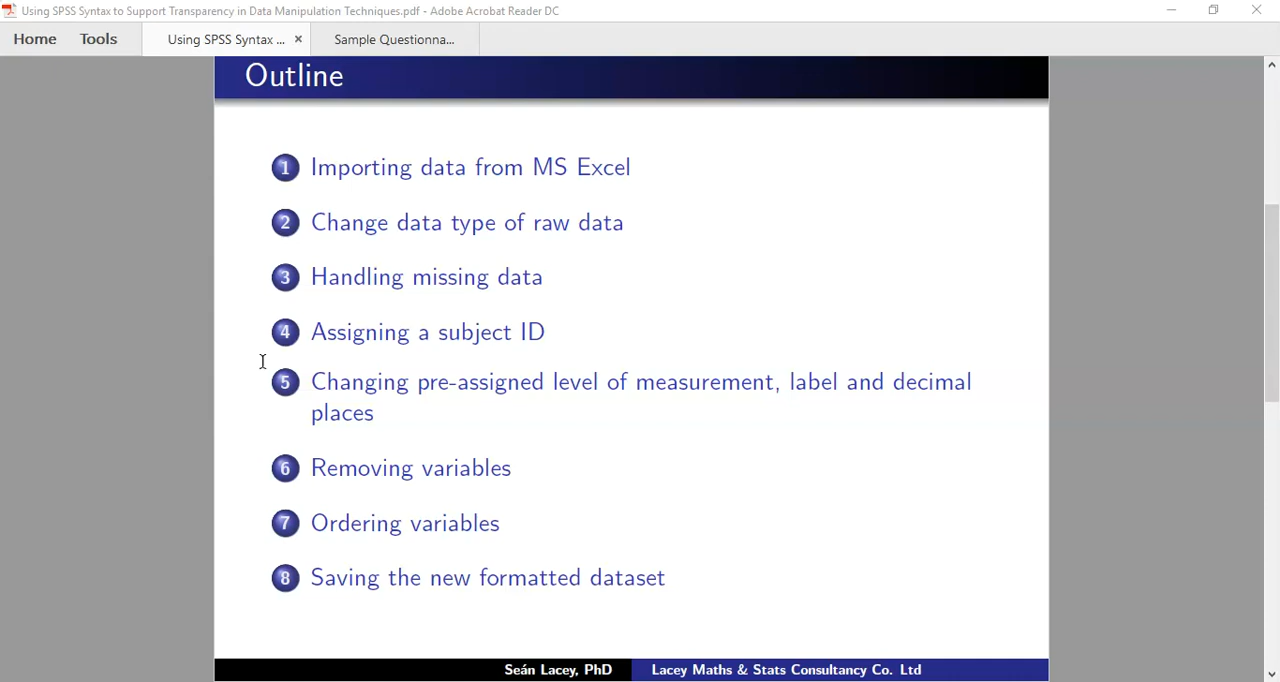 Using SPSS Syntax to Support Transparency in Data Manipulation Techniques.pdf - Adobe Acrobat Reader DC
Home Tools Using SPSS Syntax ... × Sample Questionna...
Outline
1 Importing data from MS Excel
2 Change data type of raw data
3 Handling missing data
4 Assigning a subject ID
5 Changing pre-assigned level of measurement, label and decimal
places
6 Removing variables
7 Ordering variables
8 Saving the new formatted dataset
Seán Lacey, PhD Lacey Maths & Stats Consultancy Co. Ltd